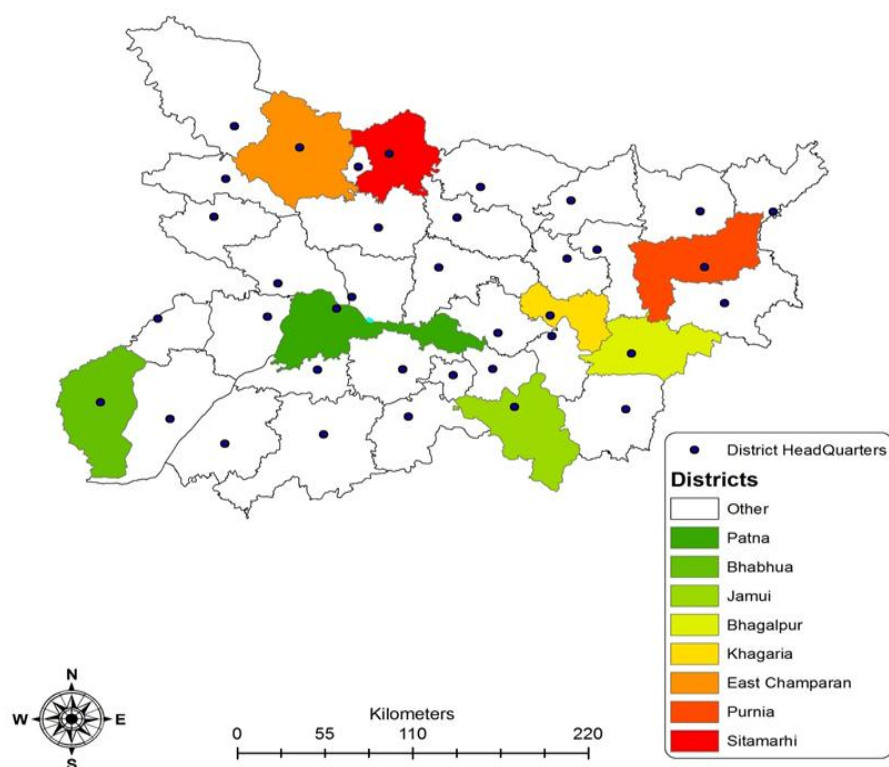 District HeadQuarters
Districts
Other
Patna
Bhabhua
Jamui
Bhagalpur
Khagaria
East Champaran
Purnia
Sitamarhi
N
W E
S
Kilometers
0 55 110 220